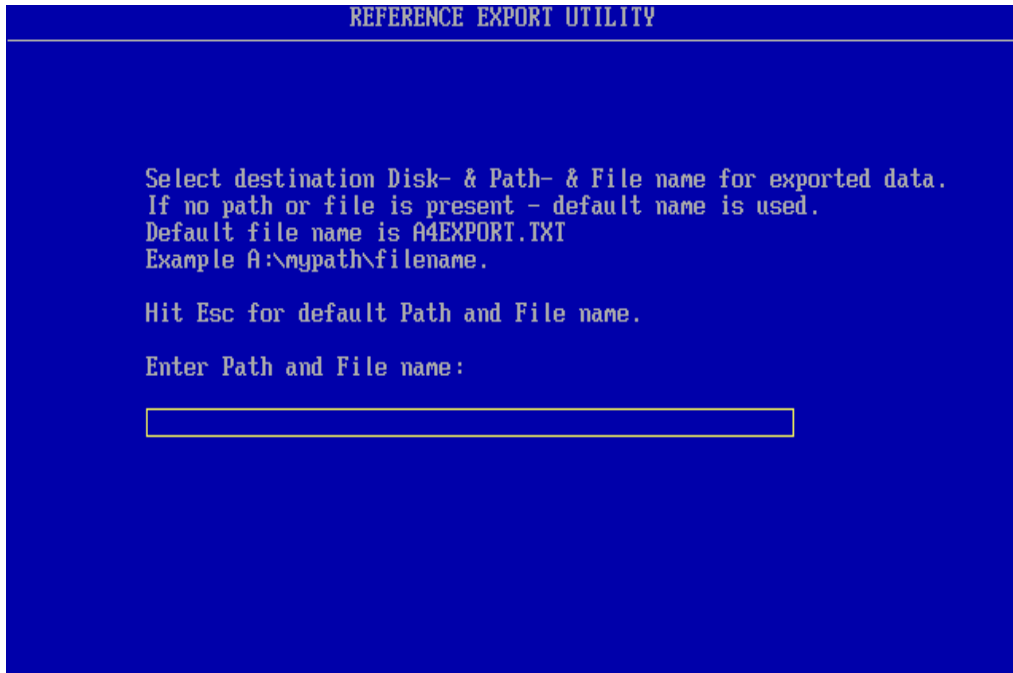 REFERENCE EXPORT UTILITY
Select destination Disk- & Path- & File name for exported data.
If no path or file is present - default name is used.
Default file name is A4EXPORT.TXT
Example A:\mypath\filename.
Hit Esc for default Path and File name.
Enter Path and File name: